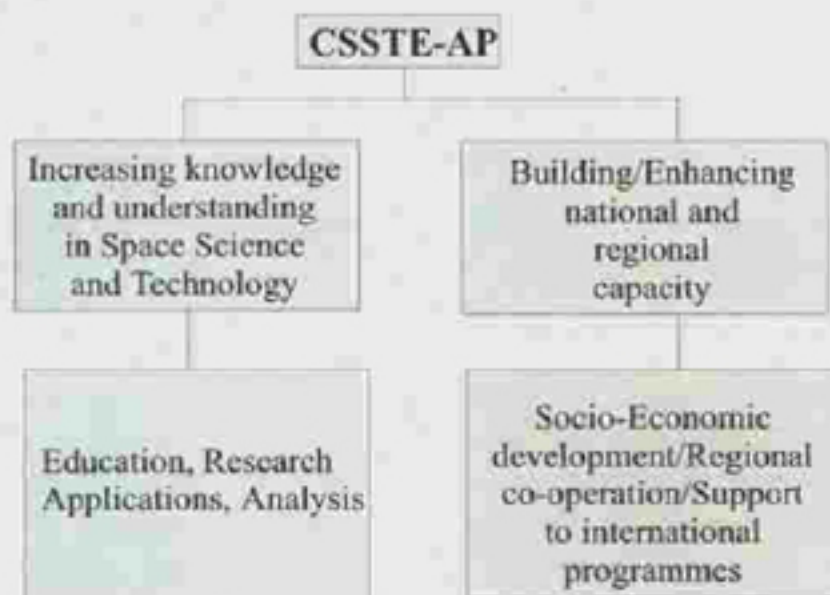 CSSTE-AP
Increasing knowledge
and understanding
in Space Science
and Technology
Building/Enhancing
national and
regional
capacity
Education, Research
Applications, Analysis
Socio-Economic
development/Regional
co-operation/Support
to international
programmes